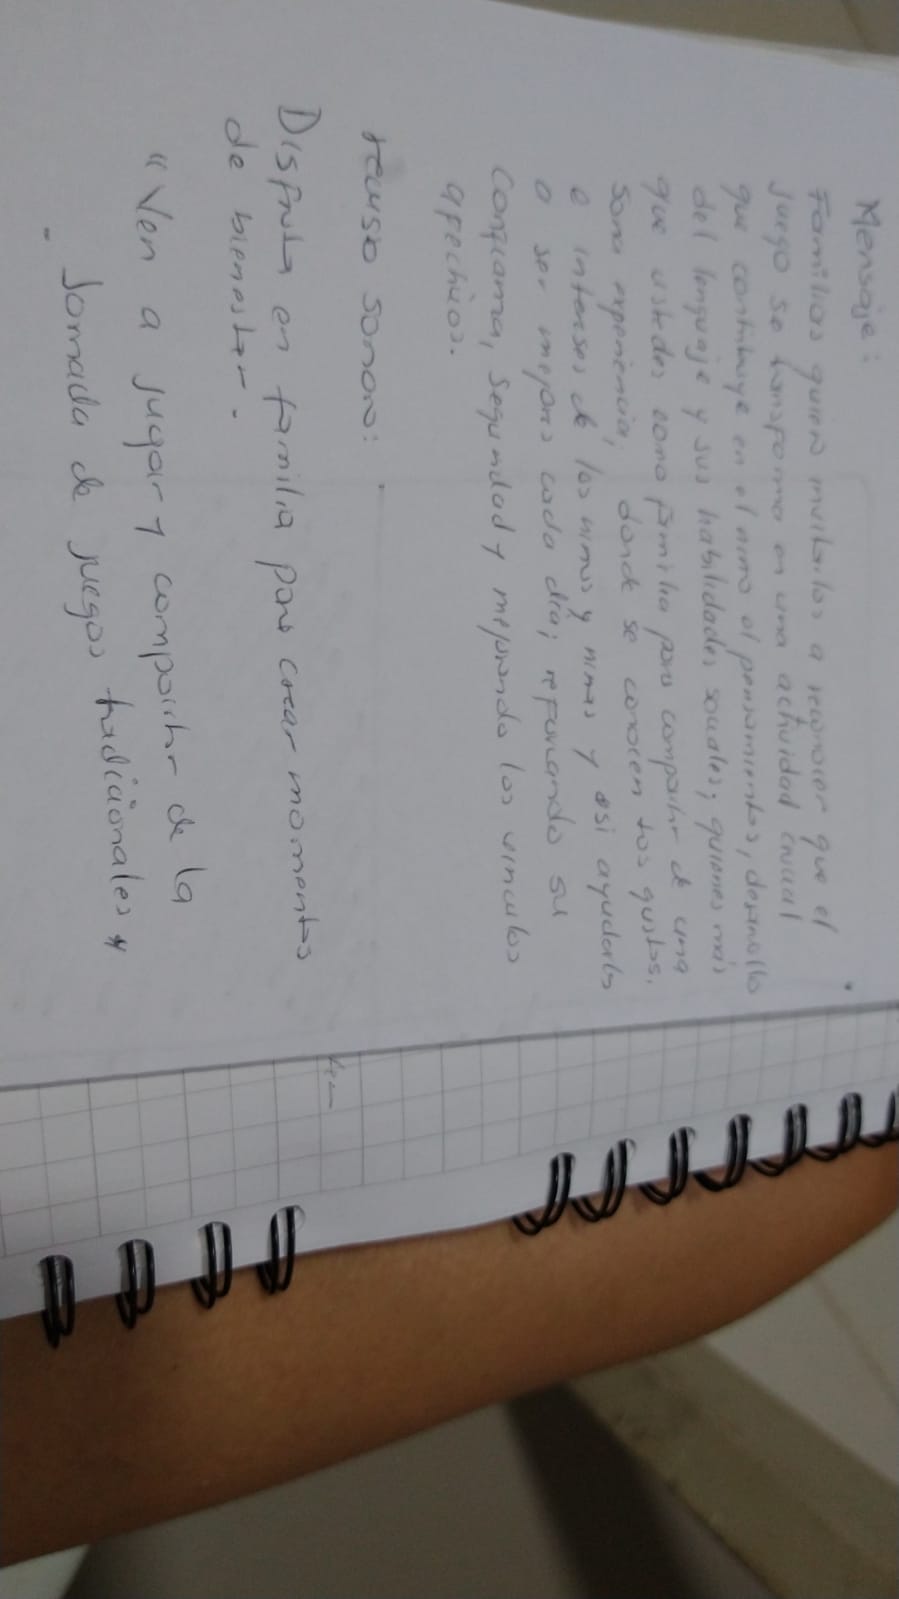 Mensaje:
Familias quiero invitarlos a reconocer que el
juego se transforma en una actividad crucial
que contribuye en el niño el pensamiento, desarrollo
del lenguaje y sus habilidades sociales; quienes más
que ustedes como familia para compartir de una
sana experiencia, donde se conocen los gustos,
e intereses de los niños y niñas y asi ayudarles
a ser mejores cada día; reforzando su
confianza, seguridad y mejorando los vinculos
afectivos.
recurso sonoro:
Disfruta en familia para crear momentos
de bienestar.
"Ven a jugar y compartir de la
Jornada de juegos tradicionales y